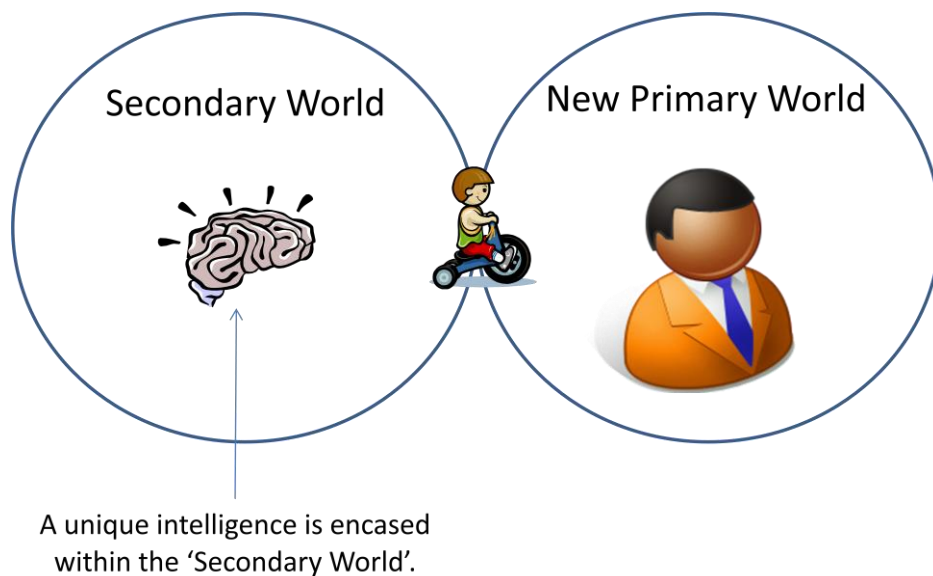 Secondary World
New Primary World
A unique intelligence is encased
within the ‘Secondary World’.